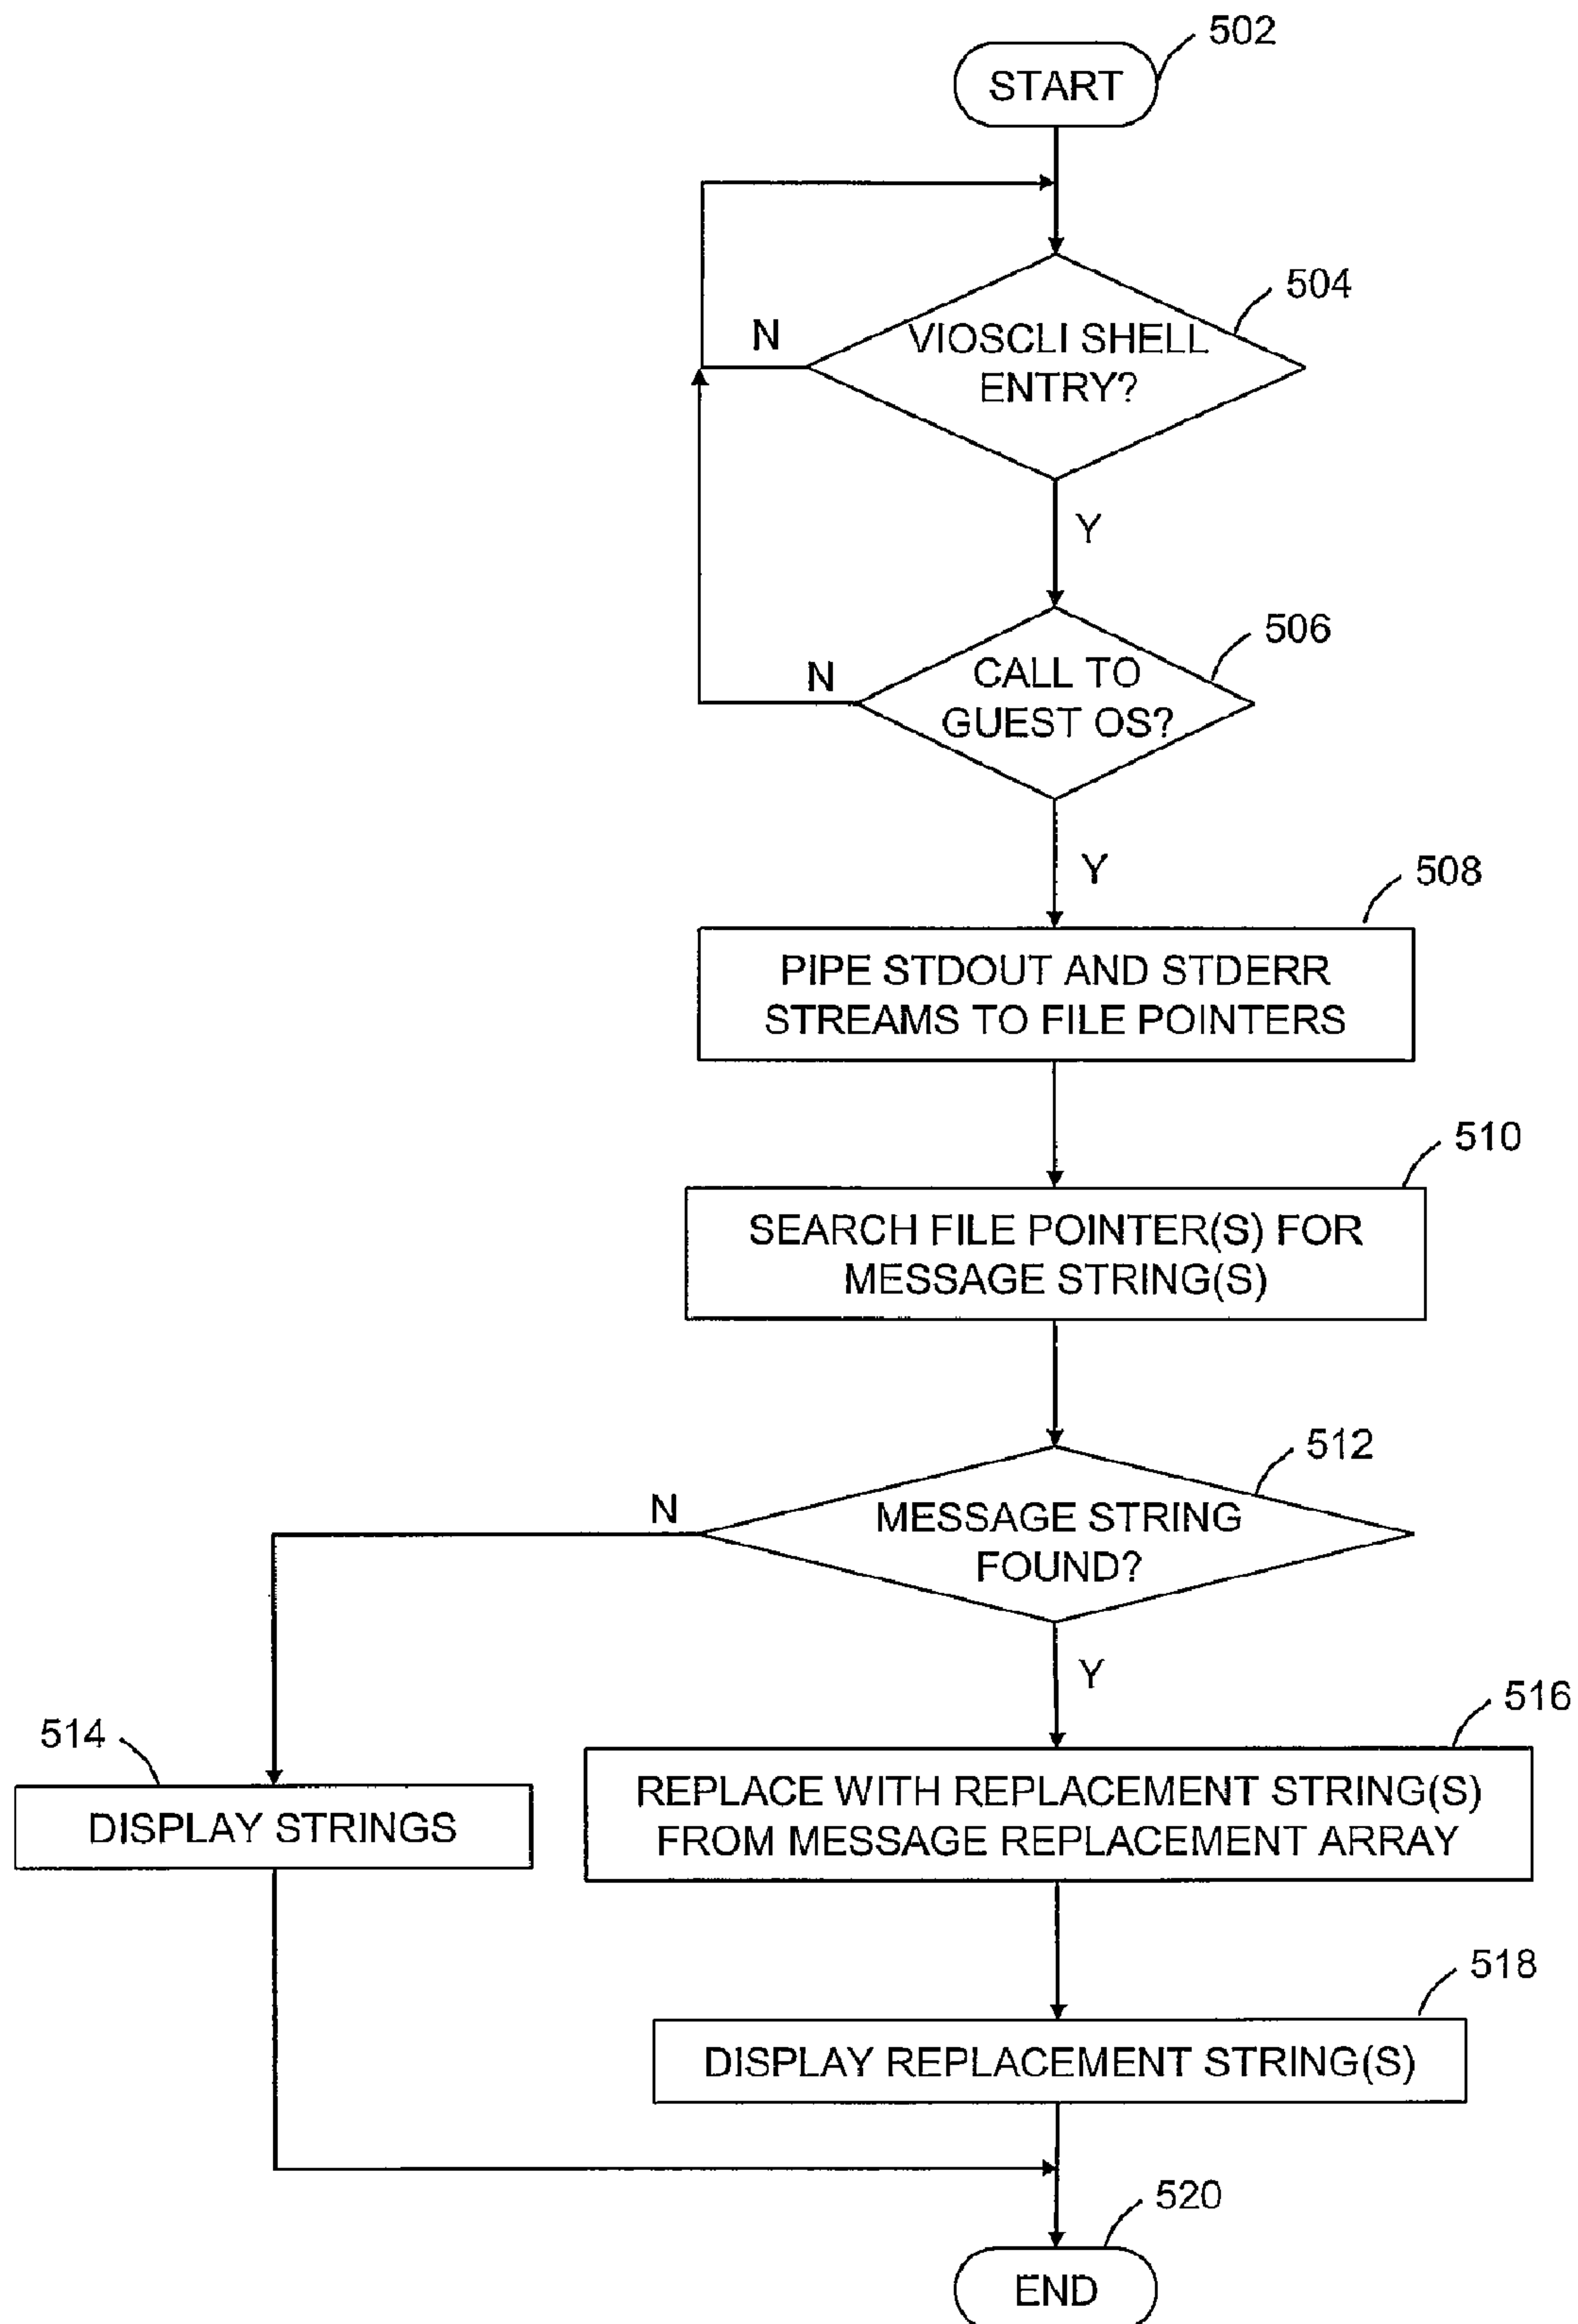 502
START
504
N
VIOSCLI SHELL
ENTRY?
Y
506
N
CALL TO
GUEST OS?
Y
508
PIPE STDOUT AND STDERR
STREAMS TO FILE POINTERS
510
SEARCH FILE POINTER(S) FOR
MESSAGE STRING(S)
512
N
MESSAGE STRING
FOUND?
Y
514
516
DISPLAY STRINGS
REPLACE WITH REPLACEMENT STRING(S)
FROM MESSAGE REPLACEMENT ARRAY
518
DISPLAY REPLACEMENT STRING(S)
520
END